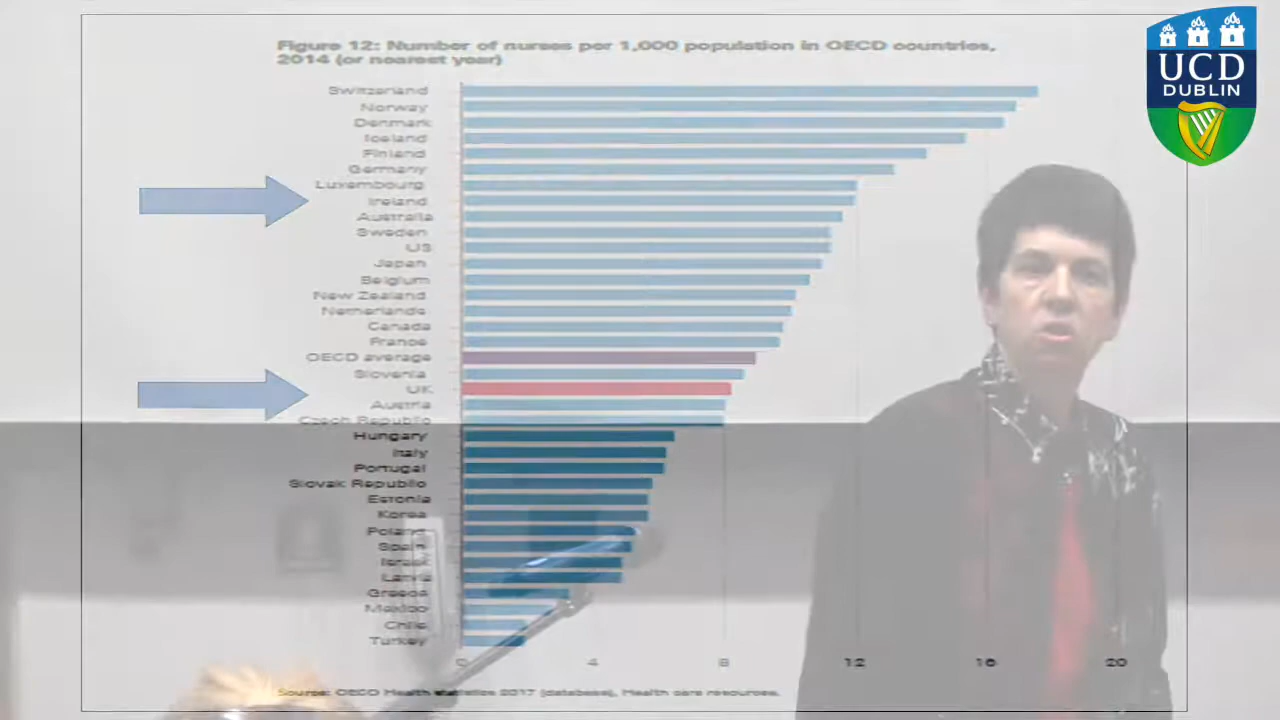 Figure 12: Number of nurses per 1,000 population in OECD countries,
2014 (or nearest year)
UCD
DUBLIN
Switzerland
Norway
Denmark
Iceland
Finland
Germany
Luxembourg
Ireland
Australia
Sweden
US
Japan
Belgium
New Zealand
Netherlands
Canada
France
OECD average
Slovenia
UK
Austria
Czech Republic
Hungary
Italy
Portugal
Slovak Republic
Estonia
Korea
Poland
Spain
Israel
Latvia
Greece
Mexico
Chile
Turkey
0 4 8 12 16 20
Source: OECD Health statistics 2017 (database), Health care resources.